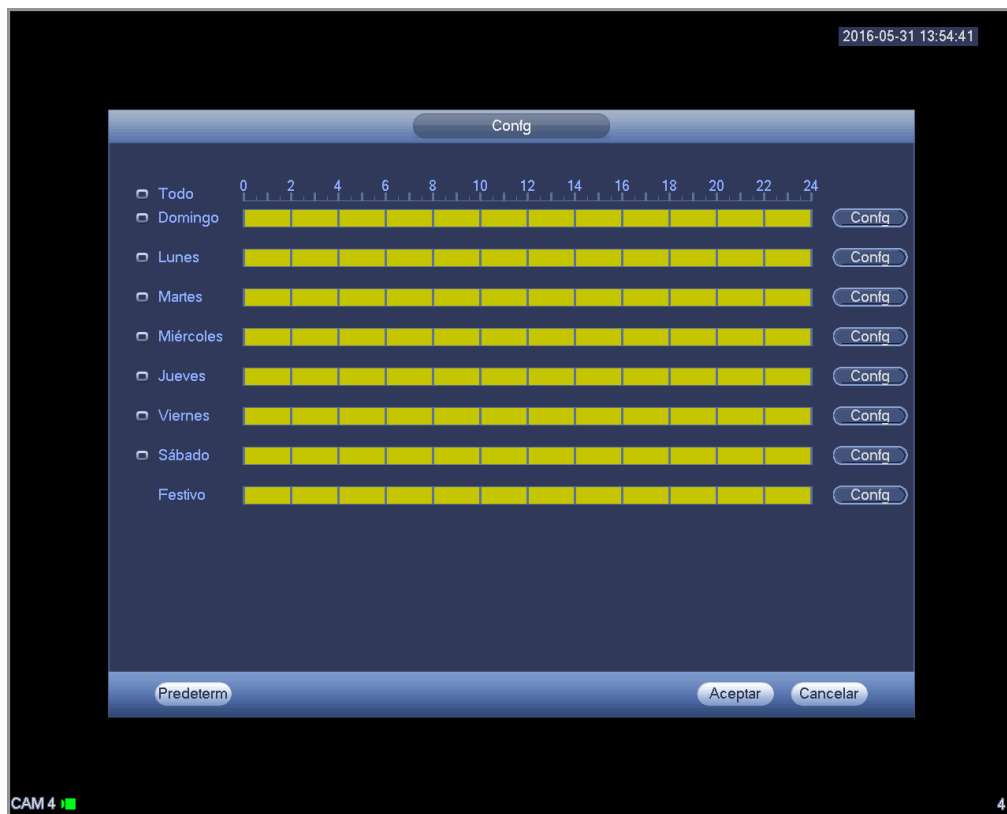 2016-05-31 13:54:41
Confg
Todo 0 2 4 6 8 10 12 14 16 18 20 22 24
Domingo Confg
Lunes Confg
Martes Confg
Miércoles Confg
Jueves Confg
Viernes Confg
Sábado Confg
Festivo Confg
Predeterm Aceptar Cancelar
CAM 4 4